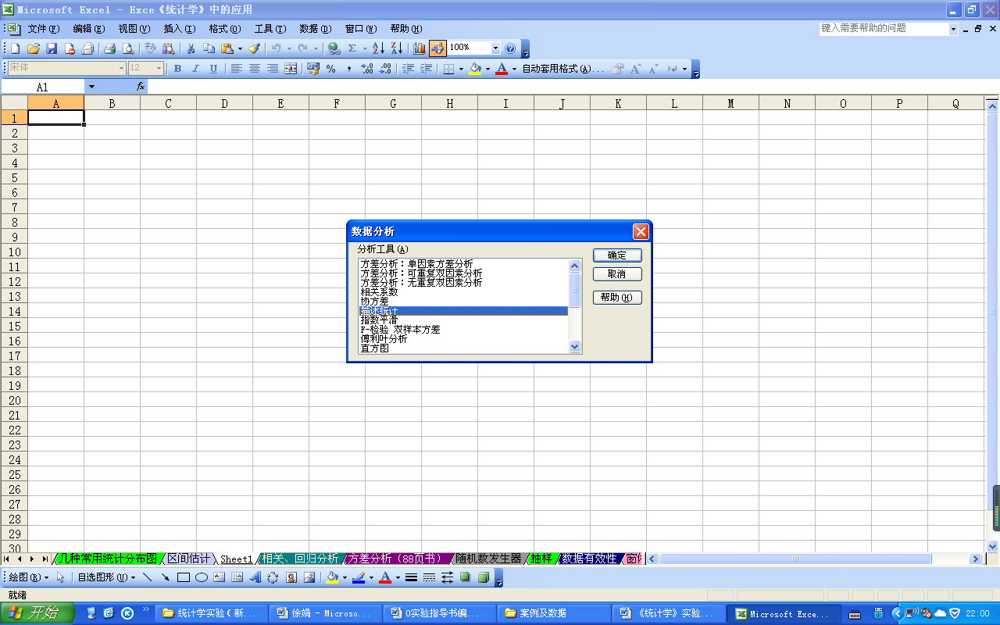 Microsoft Excel - Exce《统计学》中的应用
文件(F) 编辑(E) 视图(V) 插入(I) 格式(O) 工具(T) 数据(D) 窗口(W) 帮助(H) 键入需要帮助的问题
100%
宋体 12 B I U % , 自动套用格式(A)...
A1 fx
A B C D E F G H I J K L M N O P Q
1
2
3
4
5
6
7
8
9
10
11
12
13
14
15
16
17
18
19
20
21
22
23
24
25
26
27
28
29
30
数据分析
分析工具(A)
方差分析：单因素方差分析
方差分析：可重复双因素分析
方差分析：无重复双因素分析
相关系数
协方差
描述统计
指数平滑
F-检验 双样本方差
傅利叶分析
直方图
确定
取消
帮助(H)
几种常用统计分布图 区间估计 Sheet1 相关、回归分析 方差分析（88页书） 随机数发生器 抽样 数据有效性
绘图(R) 自选图形(U)
就绪
开始 统计学实验(新... 徐娟 - Microso... 0实验指导书编... 案例及数据 《统计学》实验... Microsoft Exce... 22:00